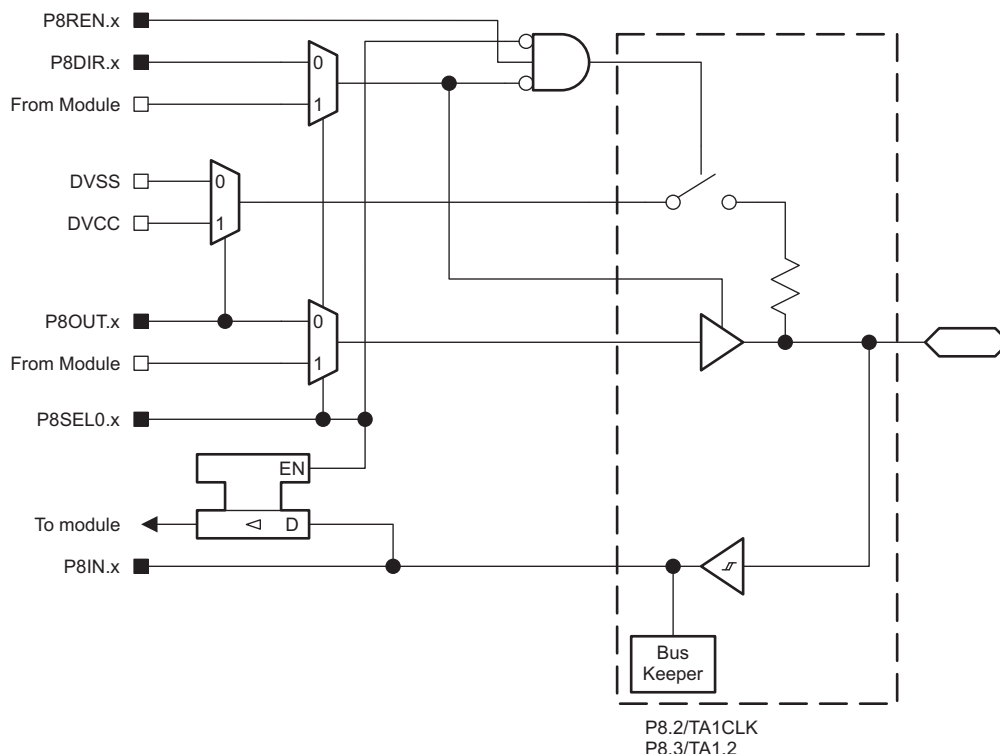 P8REN.x
P8DIR.x
0
From Module
1
DVSS
0
DVCC
1
P8OUT.x
0
From Module
1
P8SEL0.x
EN
To module
D
P8IN.x
Bus
Keeper
P8.2/TA1CLK
P8.3/TA1.2